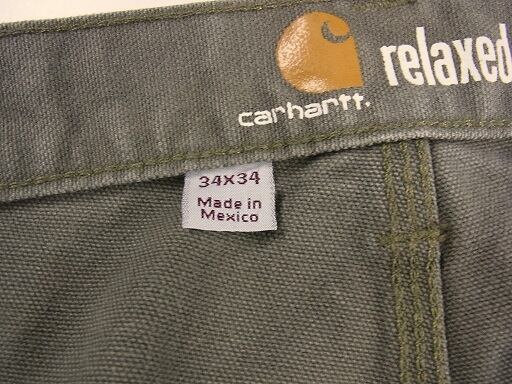 relaxed
carhartt.
34X34
Made in
Mexico